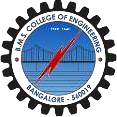 B.M.S. COLLEGE OF ENGINEERING
BANGALORE - 560019